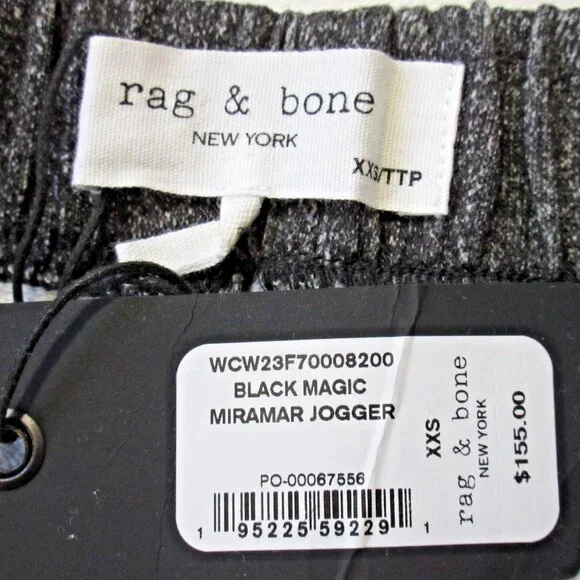 rag & bone
NEW YORK
XXS/TTP
WCW23F70008200
BLACK MAGIC
MIRAMAR JOGGER
PO-00067556
1 95225 59229 1
XXS
rag & bone
NEW YORK
$155.00